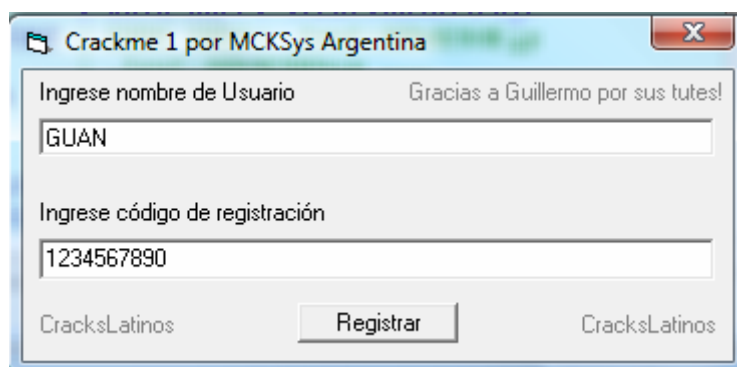 Crackme 1 por MCKSys Argentina
Ingrese nombre de Usuario Gracias a Guillermo por sus tutes!
GUAN
Ingrese código de registración
1234567890
CracksLatinos Registrar CracksLatinos